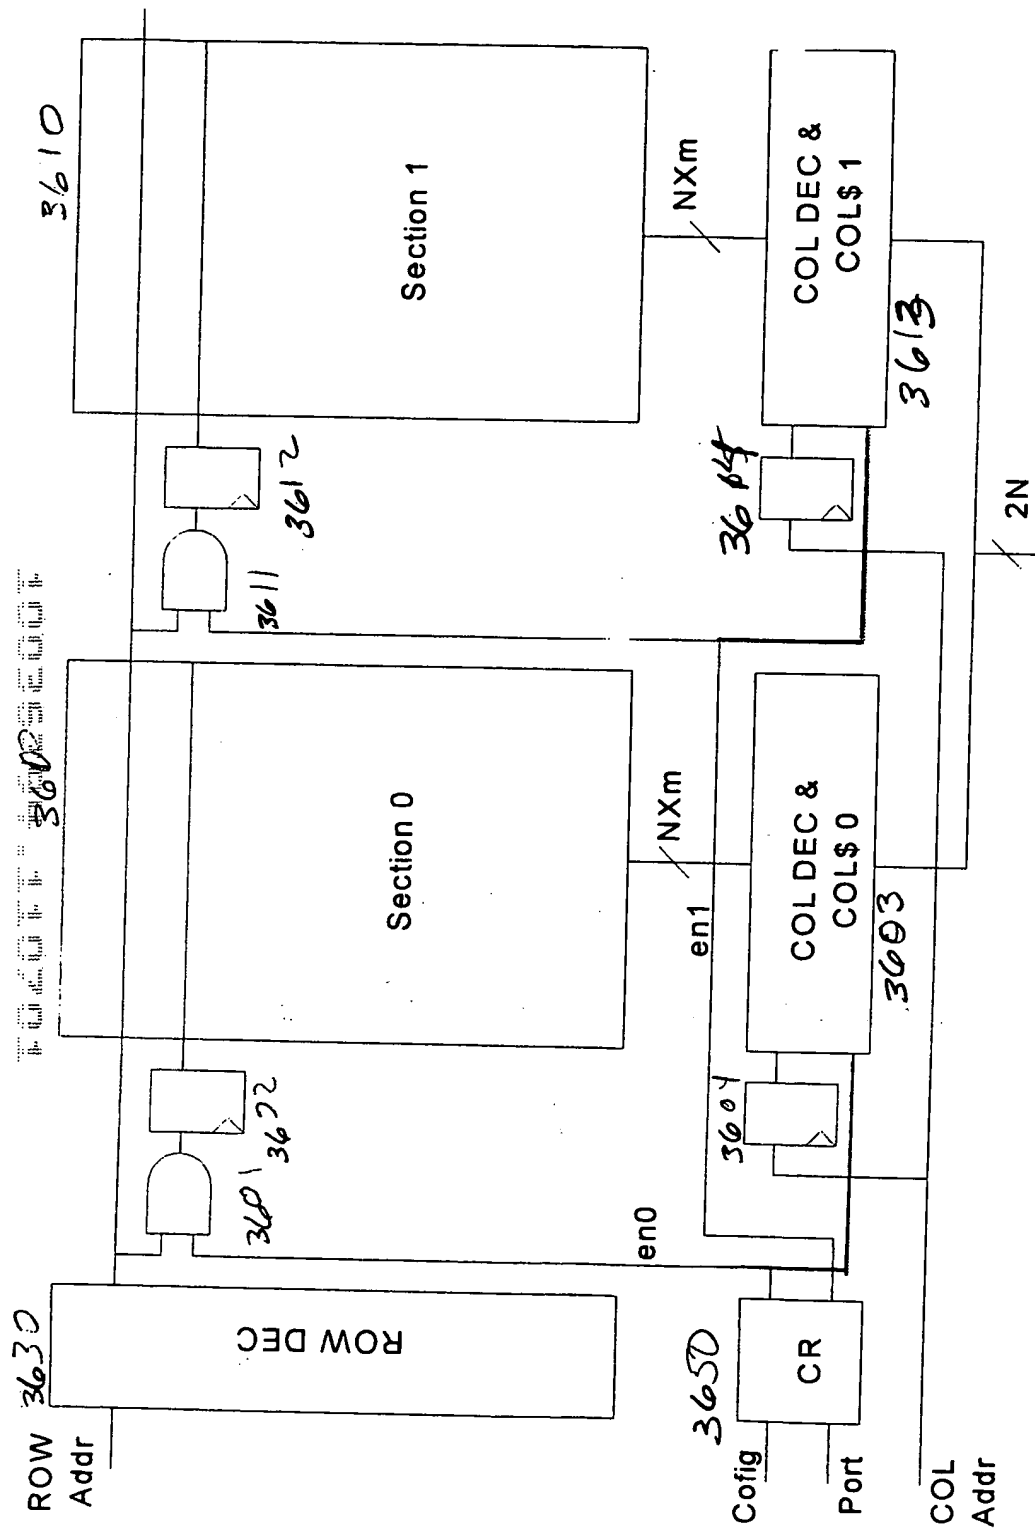 ROW
Addr
3630
ROW DEC
3601
3602
Section 0
3611
3612
3610
Section 1
en0
en1
NXm
NXm
Cofig
Port
3650
CR
3604
COL DEC &
COL$ 0
3603
COL DEC &
COL$ 1
3613
COL
Addr
2N